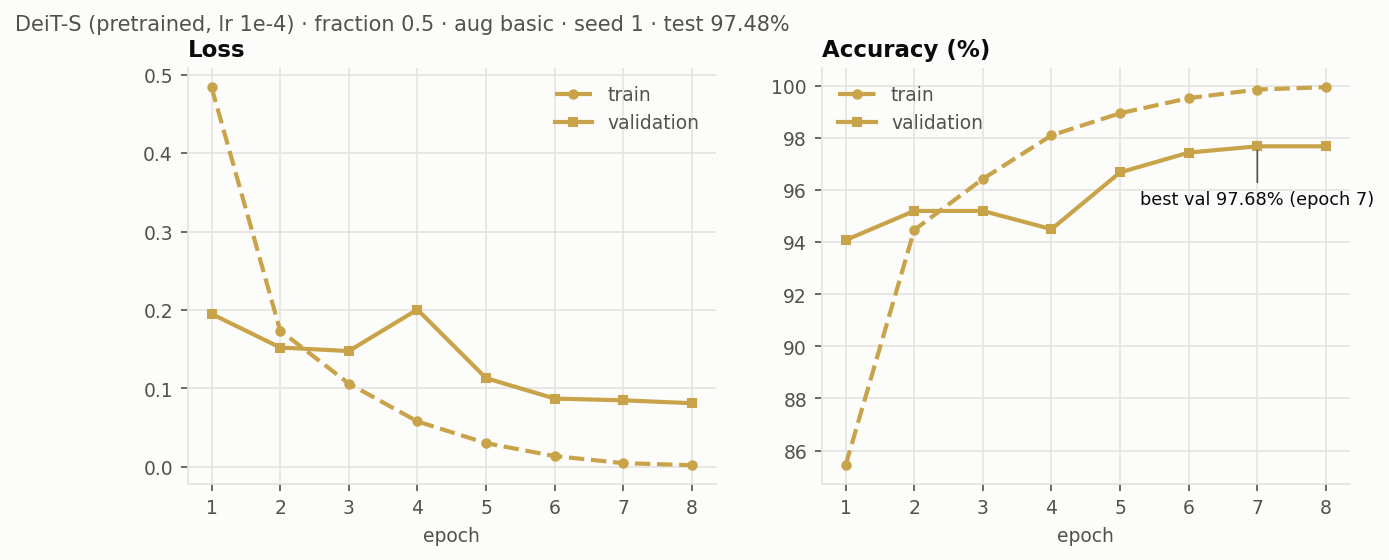 DeiT-S (pretrained, lr 1e-4) · fraction 0.5 · aug basic · seed 1 · test 97.48%
Loss
0.5
0.4
0.3
0.2
0.1
0.0
train
validation
1 2 3 4 5 6 7 8
epoch
Accuracy (%)
100
98
96
94
92
90
88
86
train
validation
best val 97.68% (epoch 7)
1 2 3 4 5 6 7 8
epoch